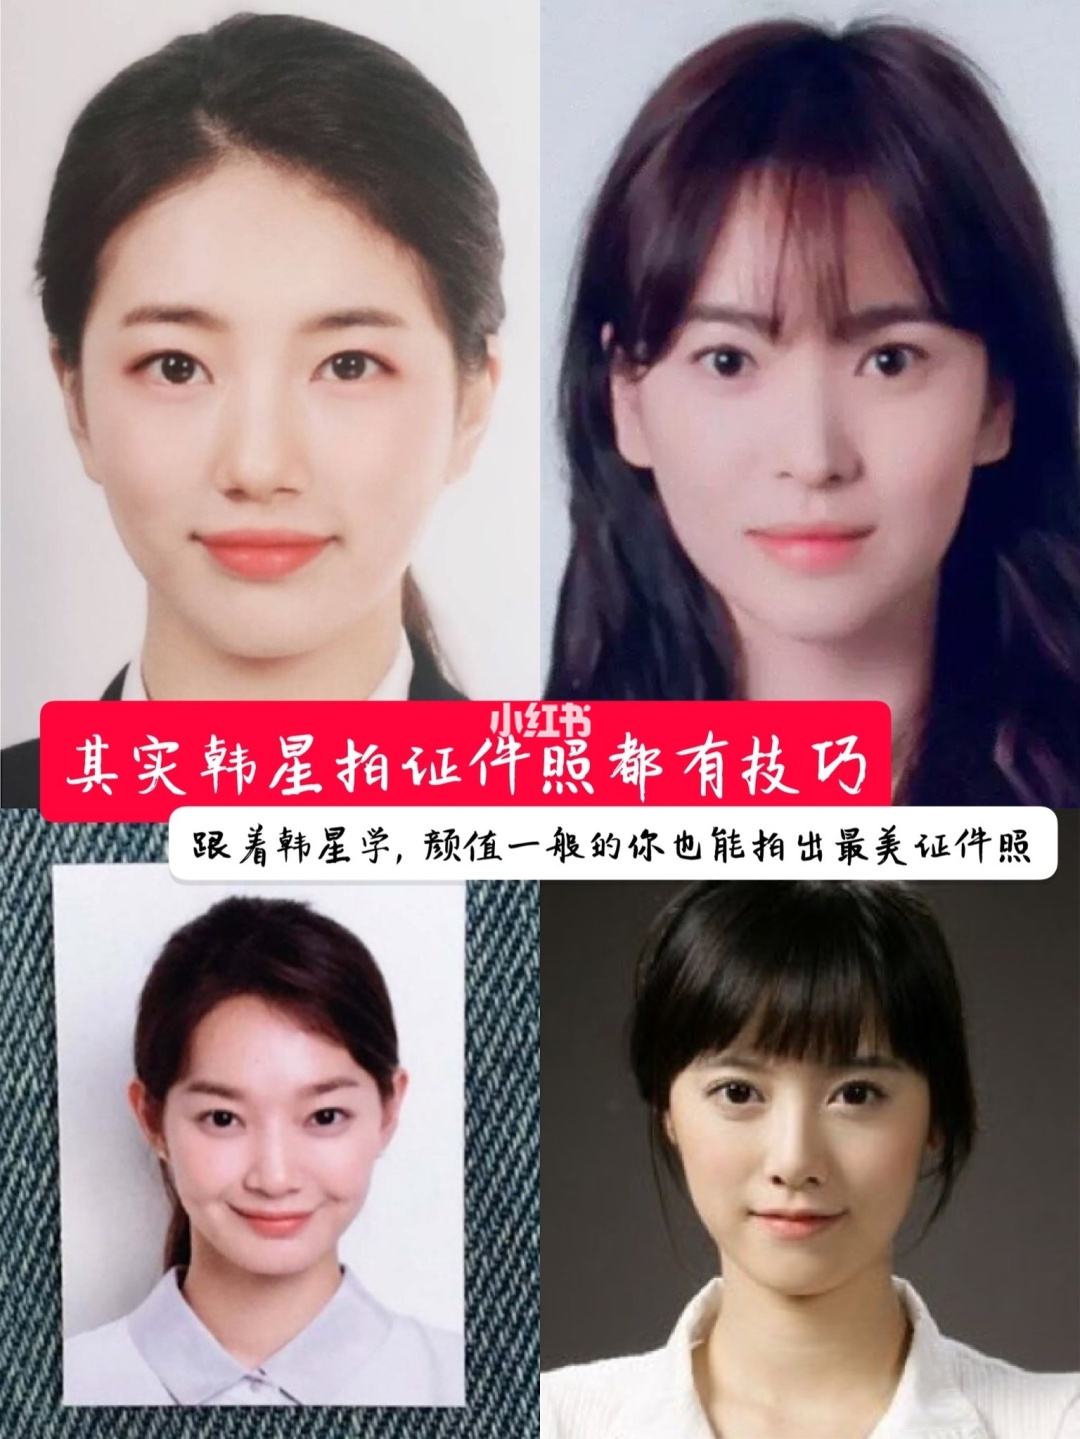 小红书
其实韩星拍证件照都有技巧
跟着韩星学,颜值一般的你也能拍出最美证件照